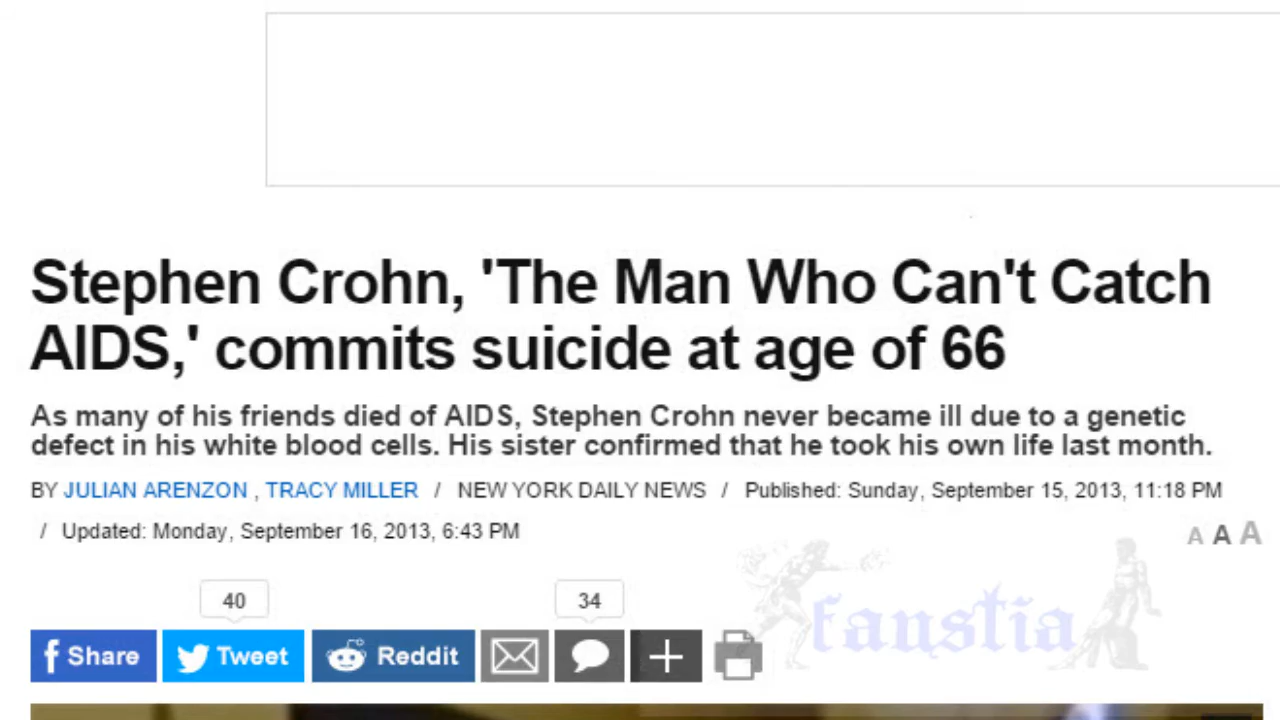 Stephen Crohn, 'The Man Who Can't Catch
AIDS,' commits suicide at age of 66
As many of his friends died of AIDS, Stephen Crohn never became ill due to a genetic
defect in his white blood cells. His sister confirmed that he took his own life last month.
BY JULIAN ARENZON , TRACY MILLER / NEW YORK DAILY NEWS / Published: Sunday, September 15, 2013, 11:18 PM
/ Updated: Monday, September 16, 2013, 6:43 PM
A A A
40 34
f Share Tweet Reddit
fanstia